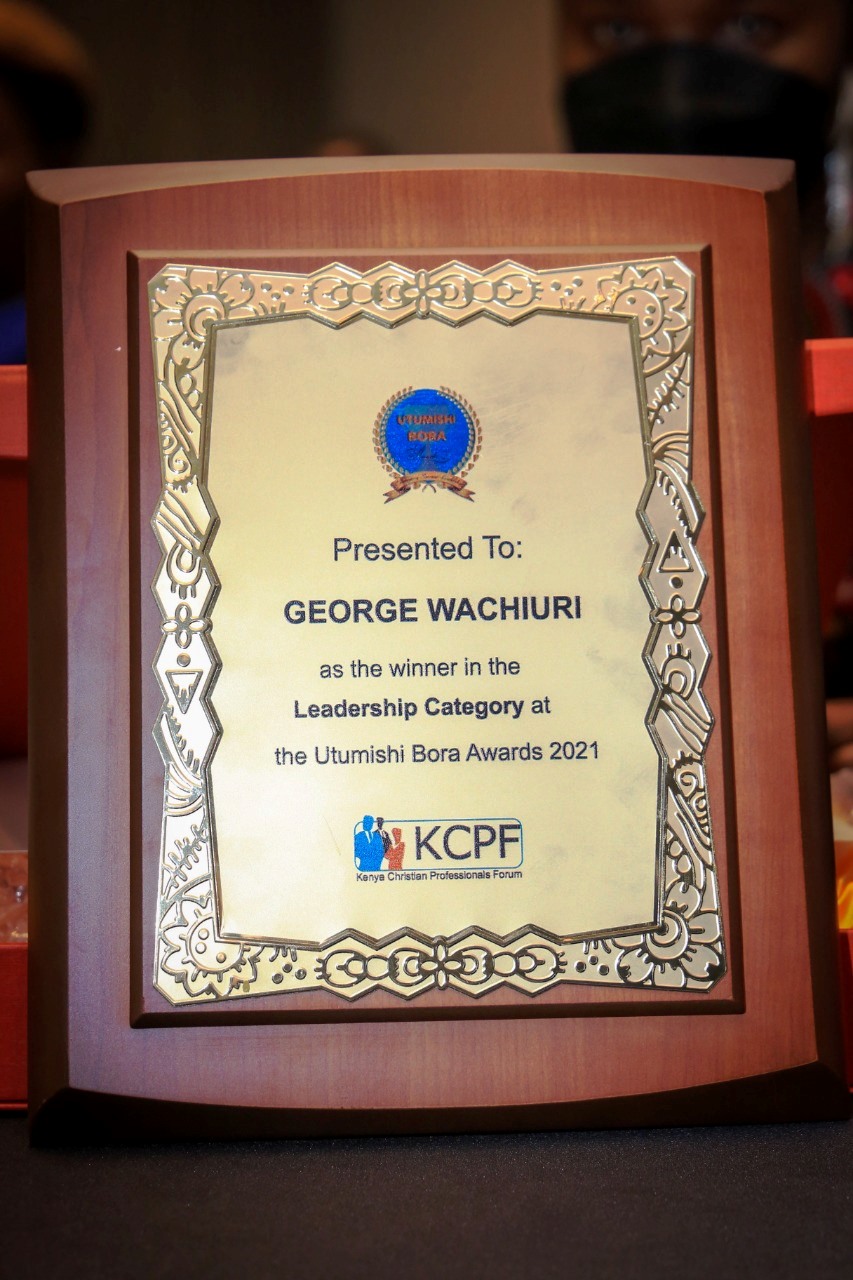 UTUMISHI
BORA
Presented To:
GEORGE WACHIURI
as the winner in the
Leadership Category at
the Utumishi Bora Awards 2021
KCPF
Kenya Christian Professionals Forum